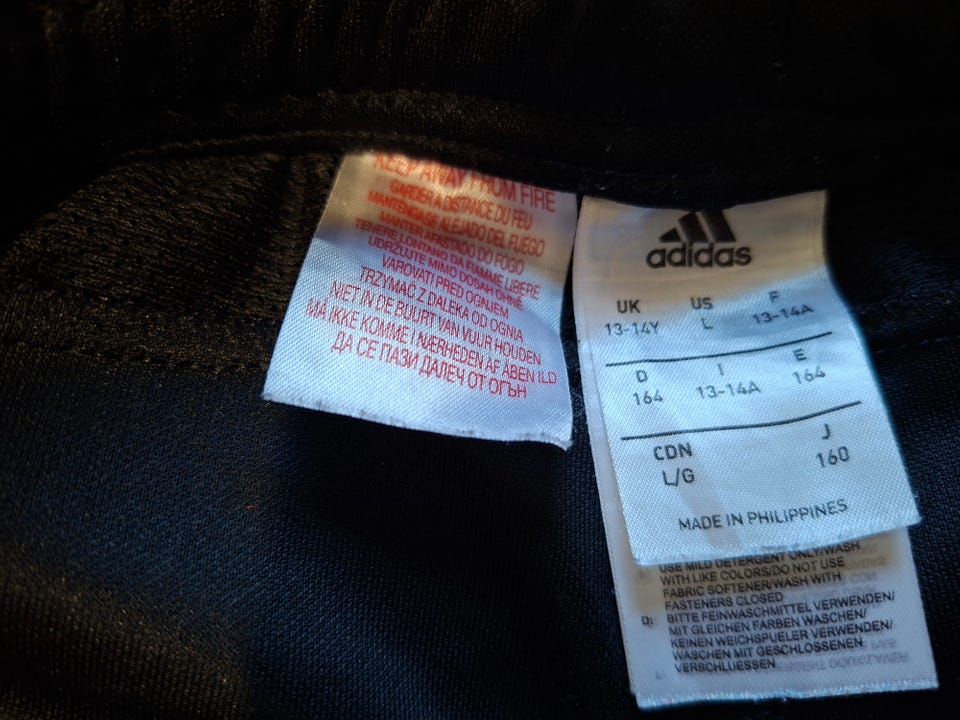 KEEP AWAY FROM FIRE
GARDER A DISTANCE DU FEU
MANTENGASE ALEJADO DEL FUEGO
MANTER AFASTADO DO FOGO
TENERE LONTANO DA FIAMME LIBERE
UDRŽUJTE MIMO DOSAH OHNĚ
VAROVATI PRED OGNJEM
TRZYMAĆ Z DALEKA OD OGNIA
NIET IN DE BUURT VAN VUUR HOUDEN
MÅ IKKE KOMME I NÆRHEDEN AF ÅBEN ILD
ДА СЕ ПАЗИ ДАЛЕЧ ОТ ОГЪН
adidas
UK US F
13-14Y L 13-14A
D I E
164 13-14A 164
CDN J
L/G 160
MADE IN PHILIPPINES
USE MILD DETERGENT ONLY/WASH
WITH LIKE COLORS/DO NOT USE
FABRIC SOFTENER/WASH WITH
FASTENERS CLOSED
D: BITTE FEINWASCHMITTEL VERWENDEN/
MIT GLEICHEN FARBEN WASCHEN/
KEINEN WEICHSPUELER VERWENDEN/
WASCHEN MIT GESCHLOSSENEN
VERSCHLUESSEN